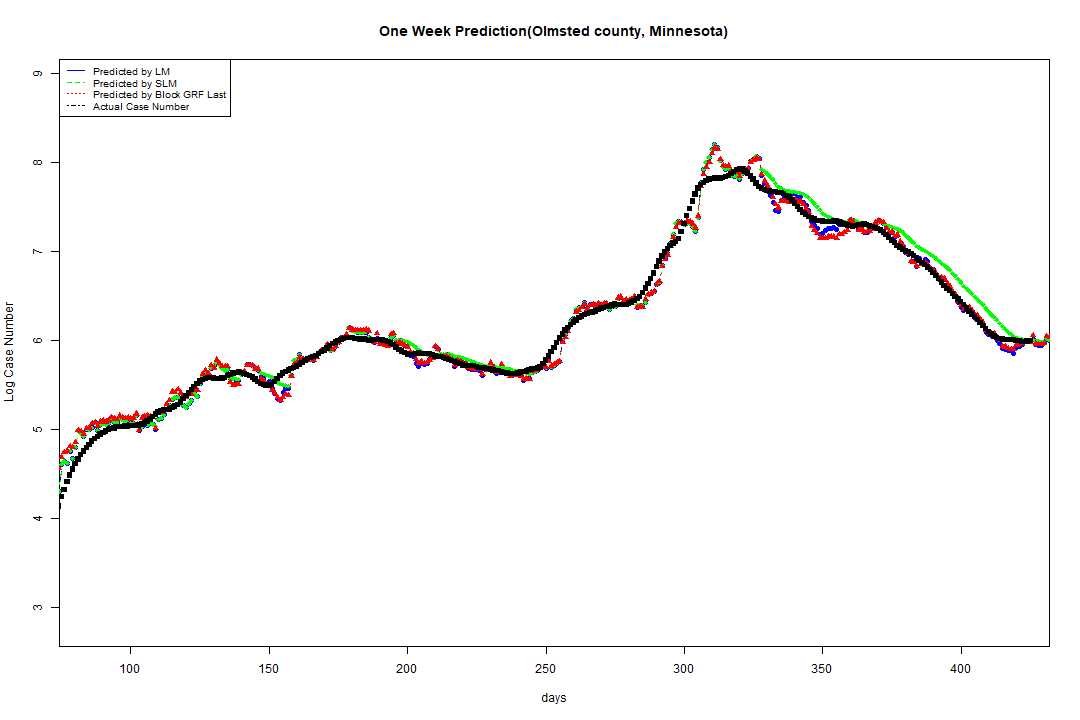 One Week Prediction(Olmsted county, Minnesota)
Predicted by LM
Predicted by SLM
Predicted by Block GRF Last
Actual Case Number
9
8
7
6
5
4
3
Log Case Number
100 150 200 250 300 350 400
days